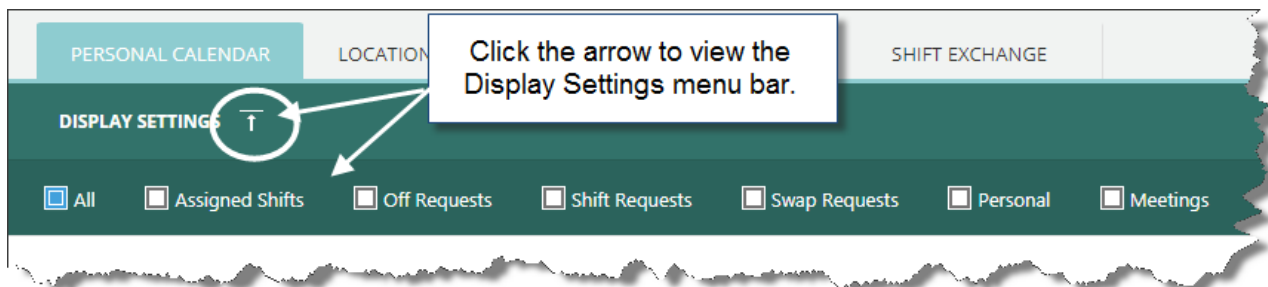 PERSONAL CALENDAR LOCATION SHIFT EXCHANGE
Click the arrow to view the
Display Settings menu bar.
DISPLAY SETTINGS
All Assigned Shifts Off Requests Shift Requests Swap Requests Personal Meetings